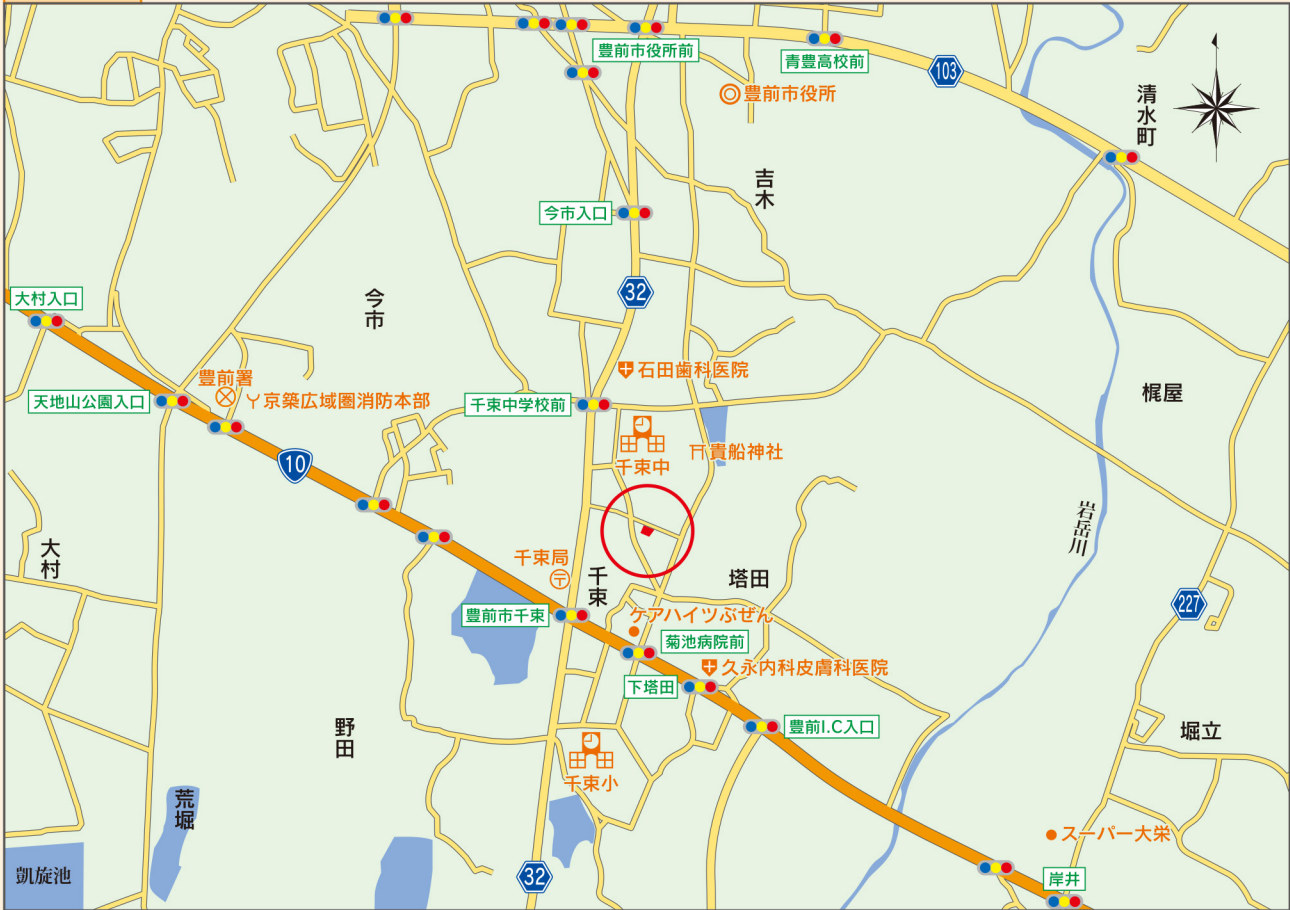 豊前市役所前
青豊高校前
103
豊前市役所
清水町
吉木
今市入口
32
大村入口
今市
石田歯科医院
豊前署
京築広域圏消防本部
天地山公園入口
千束中学校前
梶屋
10
千束中
貴船神社
岩岳川
大村
千束局
千束
塔田
227
豊前市千束
ケアハイツぶぜん
菊池病院前
久永内科皮膚科医院
下塔田
豊前I.C入口
野田
堀立
千束小
荒堀
スーパー大栄
凱旋池
32
岸井